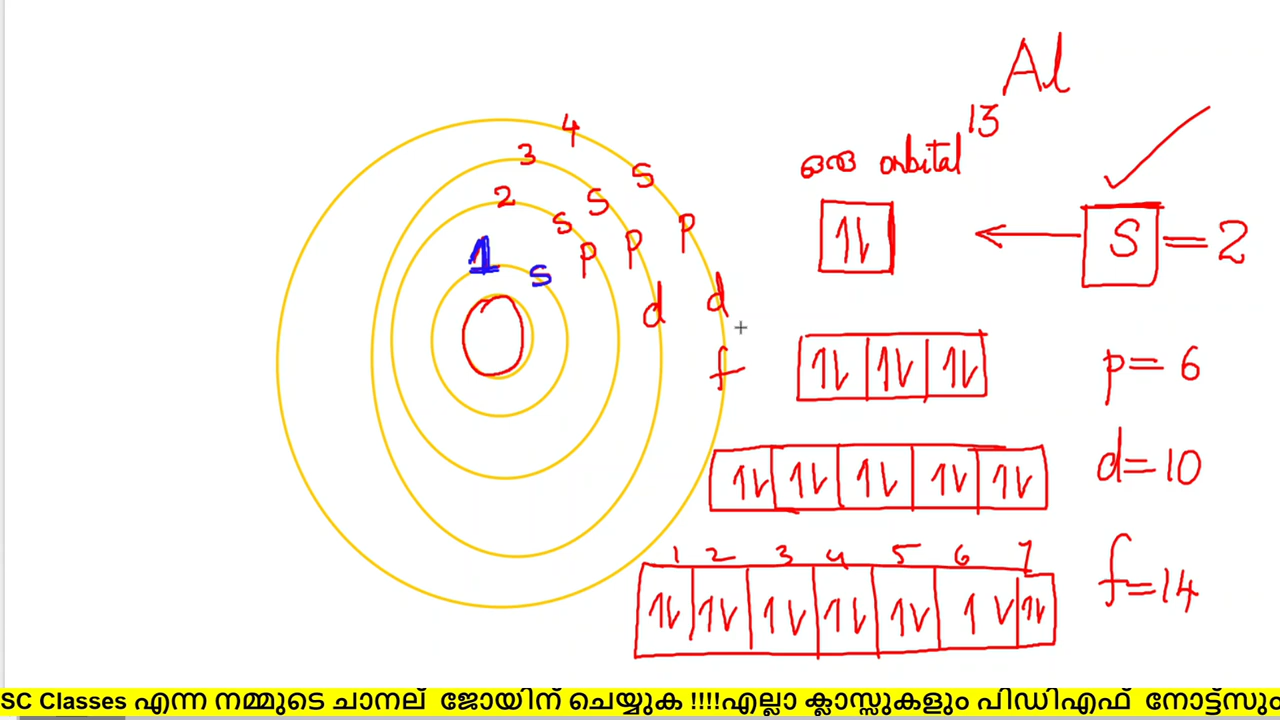 Al
13
ഒരു orbital
4
3
2
1
s
s
p
s
p
d
s
p
d
f
S = 2
p = 6
d = 10
1 2 3 4 5 6 7
f = 14
SC Classes എന്ന നമ്മുടെ ചാനല് ജോയിന് ചെയ്യുക !!!!എല്ലാ ക്ലാസ്സുകളും പിഡിഎഫ് നോട്ട്സും